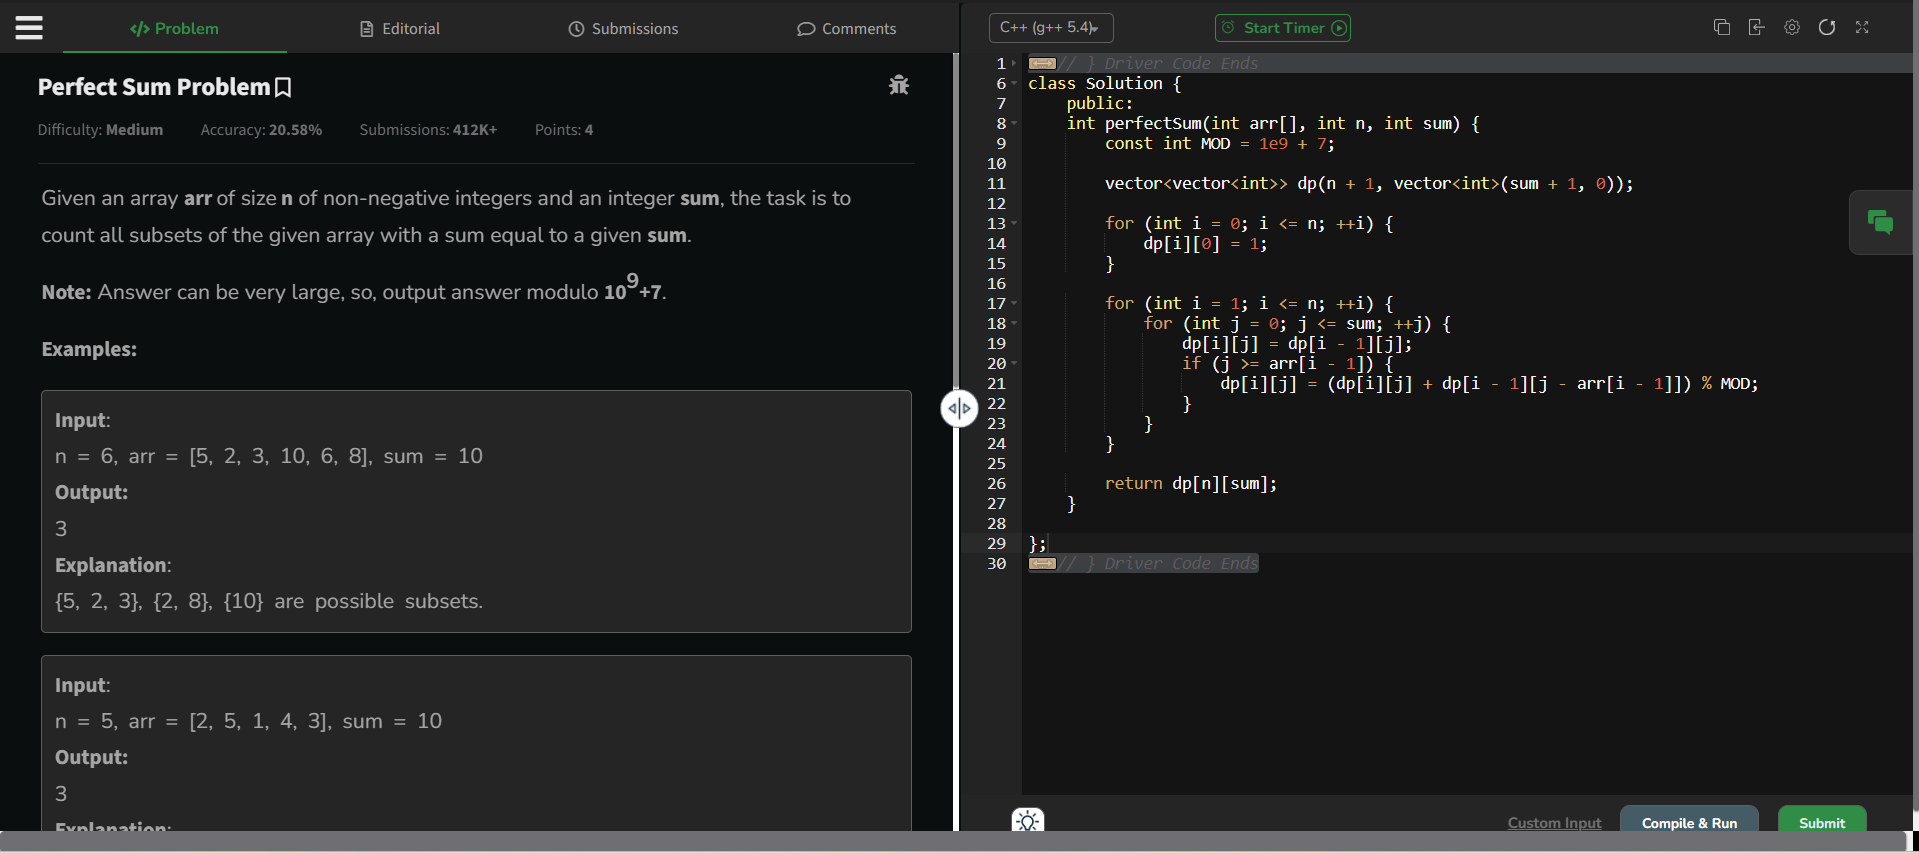 </> Problem
Editorial
Submissions
Comments
Perfect Sum Problem
Difficulty: Medium Accuracy: 20.58% Submissions: 412K+ Points: 4
Given an array arr of size n of non-negative integers and an integer sum, the task is to
count all subsets of the given array with a sum equal to a given sum.
Note: Answer can be very large, so, output answer modulo 10⁹+7.
Examples:
Input:
n = 6, arr = [5, 2, 3, 10, 6, 8], sum = 10
Output:
3
Explanation:
{5, 2, 3}, {2, 8}, {10} are possible subsets.
Input:
n = 5, arr = [2, 5, 1, 4, 3], sum = 10
Output:
3
Explanation:
C++ (g++ 5.4)
Start Timer
1 // } Driver Code Ends
6 class Solution {
7     public:
8     int perfectSum(int arr[], int n, int sum) {
9         const int MOD = 1e9 + 7;
10
11         vector<vector<int>> dp(n + 1, vector<int>(sum + 1, 0));
12
13         for (int i = 0; i <= n; ++i) {
14             dp[i][0] = 1;
15         }
16
17         for (int i = 1; i <= n; ++i) {
18             for (int j = 0; j <= sum; ++j) {
19                 dp[i][j] = dp[i - 1][j];
20                 if (j >= arr[i - 1]) {
21                     dp[i][j] = (dp[i][j] + dp[i - 1][j - arr[i - 1]]) % MOD;
22                 }
23             }
24         }
25
26         return dp[n][sum];
27     }
28
29 };
30 // } Driver Code Ends
Custom Input
Compile & Run
Submit